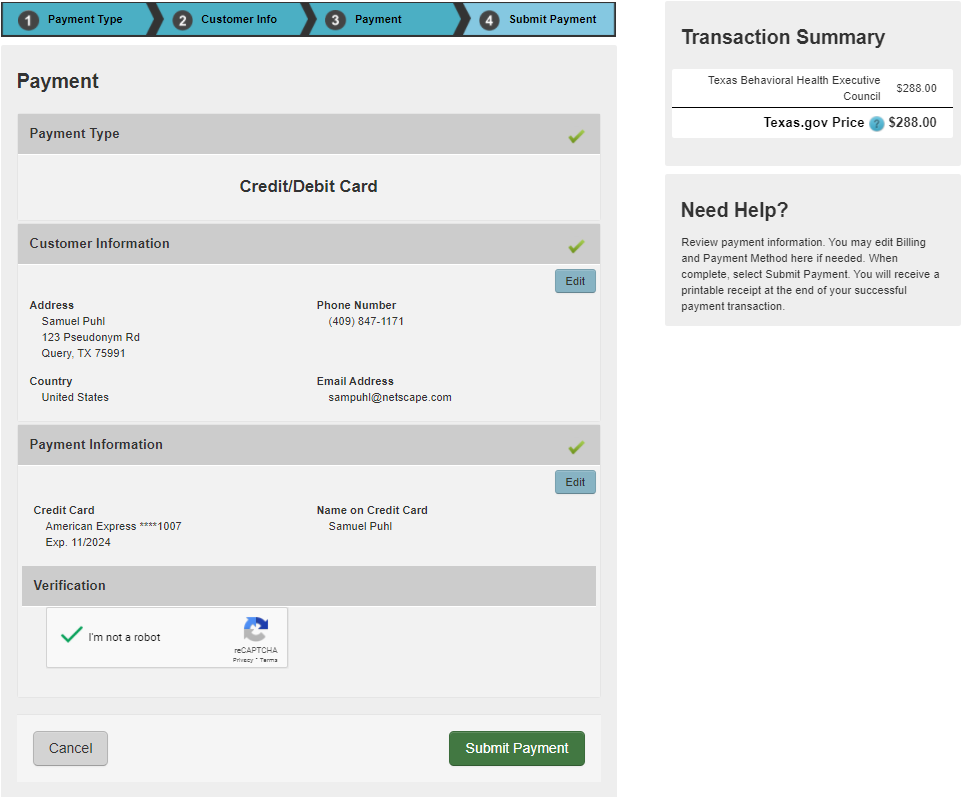 1 Payment Type
2 Customer Info
3 Payment
4 Submit Payment
Payment
Payment Type
Credit/Debit Card
Customer Information
Edit
Address
Samuel Puhl
123 Pseudonym Rd
Query, TX 75991
Phone Number
(409) 847-1171
Country
United States
Email Address
sampuhl@netscape.com
Payment Information
Edit
Credit Card
American Express ****1007
Exp. 11/2024
Name on Credit Card
Samuel Puhl
Verification
I'm not a robot
reCAPTCHA
Privacy - Terms
Cancel
Submit Payment
Transaction Summary
Texas Behavioral Health Executive
Council
$288.00
Texas.gov Price ? $288.00
Need Help?
Review payment information. You may edit Billing
and Payment Method here if needed. When
complete, select Submit Payment. You will receive a
printable receipt at the end of your successful
payment transaction.